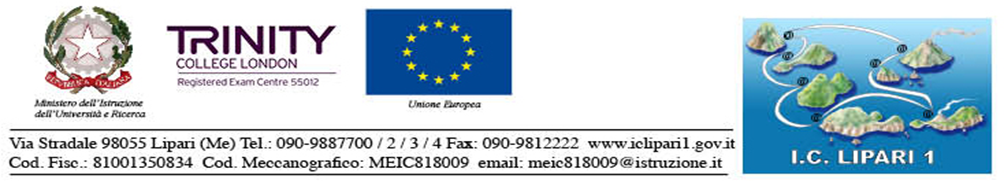 REPVBBLICA ITALIANA
Ministero dell'Istruzione
dell'Università e Ricerca
TRINITY
COLLEGE LONDON
Registered Exam Centre 55012
Unione Europea
Via Stradale 98055 Lipari (Me) Tel.: 090-9887700 / 2 / 3 / 4 Fax: 090-9812222 www.iclipari1.gov.it
Cod. Fisc.: 81001350834 Cod. Meccanografico: MEIC818009 email: meic818009@istruzione.it
I.C. LIPARI 1